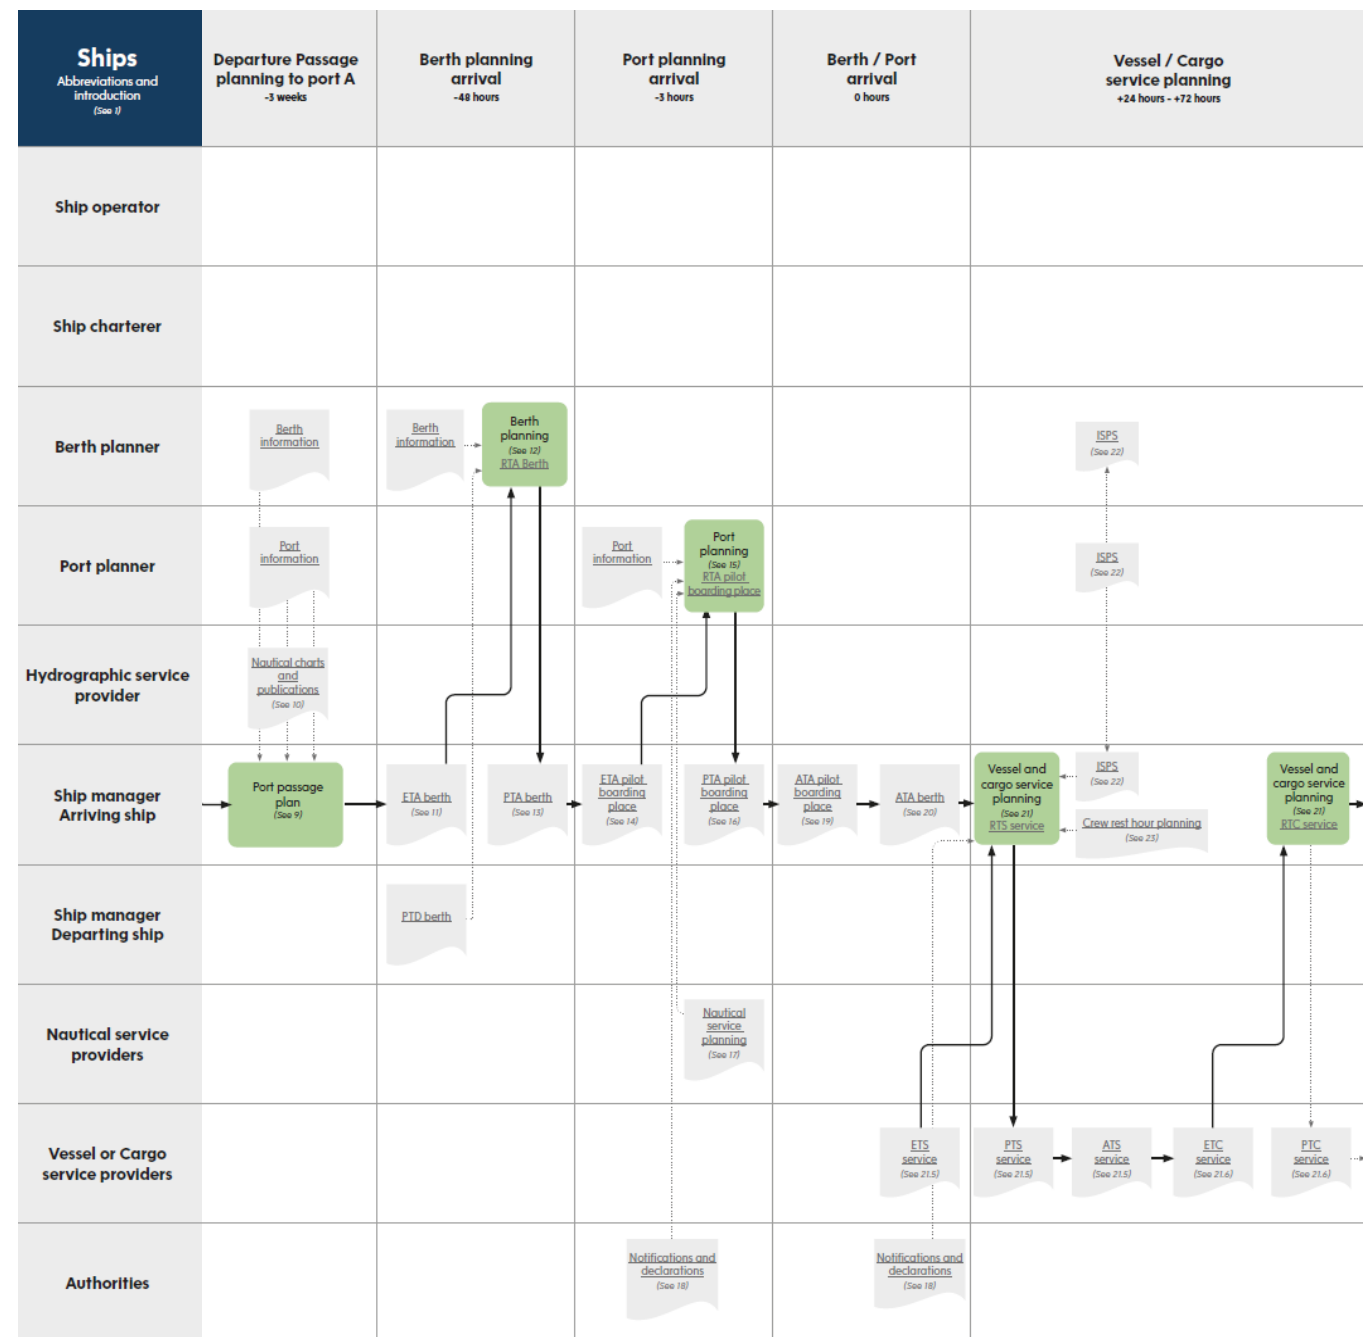 Ships
Abbreviations and
introduction
(See 1)
Departure Passage
planning to port A
-3 weeks
Berth planning
arrival
-48 hours
Port planning
arrival
-3 hours
Berth / Port
arrival
0 hours
Vessel / Cargo
service planning
+24 hours - +72 hours
Ship operator
Ship charterer
Berth planner
Berth
information
Berth
information
Berth
planning
(See 12)
RTA Berth
ISPS
(See 22)
Port planner
Port
information
Port
information
Port
planning
(See 15)
RTA pilot
boarding place
ISPS
(See 22)
Hydrographic service
provider
Nautical charts
and
publications
(See 10)
Ship manager
Arriving ship
Port passage
plan
(See 9)
ETA berth
(See 11)
PTA berth
(See 13)
ETA pilot
boarding
place
(See 14)
PTA pilot
boarding
place
(See 16)
ATA pilot
boarding
place
(See 19)
ATA berth
(See 20)
Vessel and
cargo service
planning
(See 21)
RTS service
ISPS
(See 22)
Crew rest hour planning
(See 23)
Vessel and
cargo service
planning
(See 21)
RTC service
Ship manager
Departing ship
PTD berth
Nautical service
providers
Nautical
service
planning
(See 17)
Vessel or Cargo
service providers
ETS
service
(See 21.5)
PTS
service
(See 21.5)
ATS
service
(See 21.5)
ETC
service
(See 21.6)
PTC
service
(See 21.6)
Authorities
Notifications and
declarations
(See 18)
Notifications and
declarations
(See 18)